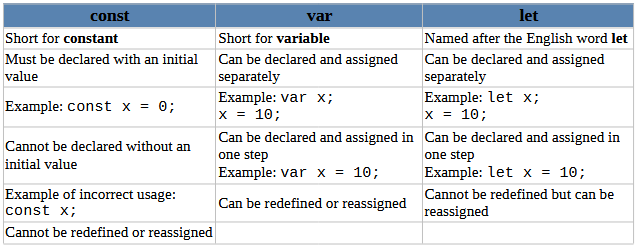 const var let
Short for constant Short for variable Named after the English word let
Must be declared with an initial
value
Can be declared and assigned
separately
Can be declared and assigned
separately
Example: const x = 0;
Example: var x;
x = 10;
Example: let x;
x = 10;
Cannot be declared without an
initial value
Can be declared and assigned in
one step
Example: var x = 10;
Can be declared and assigned in
one step
Example: let x = 10;
Example of incorrect usage:
const x;
Can be redefined or reassigned
Cannot be redefined but can be
reassigned
Cannot be redefined or reassigned